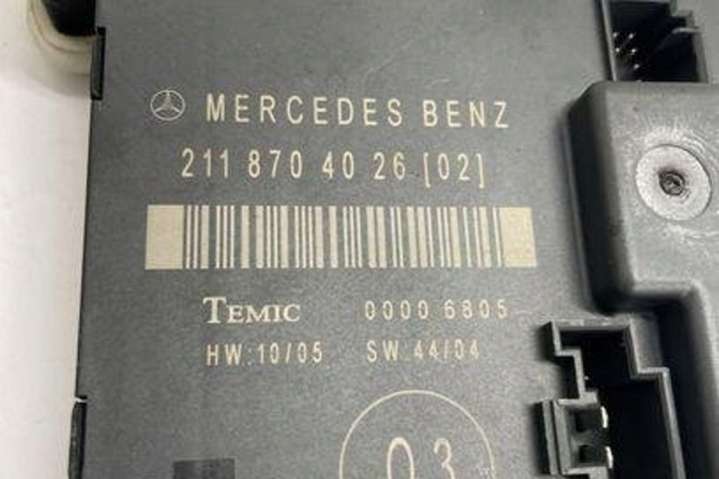 MERCEDES BENZ
211 870 40 26 [02]
TEMIC 0000 6805
HW:10/05 SW:44/04
03